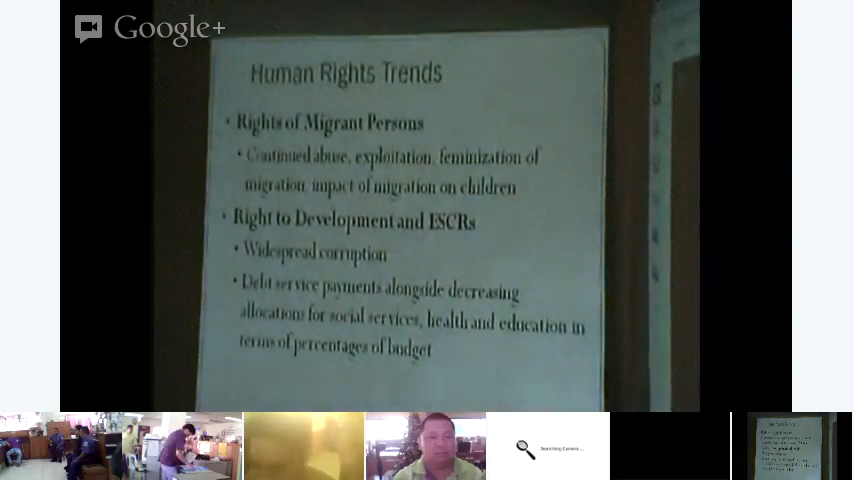 Google+
Human Rights Trends
• Rights of Migrant Persons
• Continued abuse, exploitation, feminization of
migration, impact of migration on children
• Right to Development and ESCRs
• Widespread corruption
• Debt service payments alongside decreasing
allocations for social services, health and education in
terms of percentages of budget
Searching Camera....